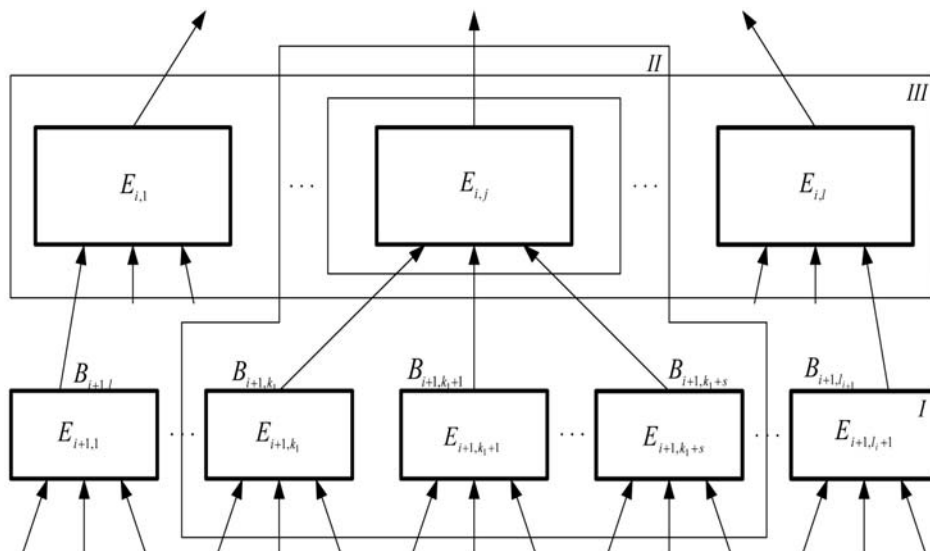 II
III
E_{i,1}
. . .
E_{i,j}
. . .
E_{i,l}
B_{i+1,l}
B_{i+1,k_1}
B_{i+1,k_1+1}
B_{i+1,k_1+s}
B_{i+1,l_{i+1}}
I
E_{i+1,1}
. . .
E_{i+1,k_1}
E_{i+1,k_1+1}
. . .
E_{i+1,k_1+s}
. . .
E_{i+1,l_i+1}